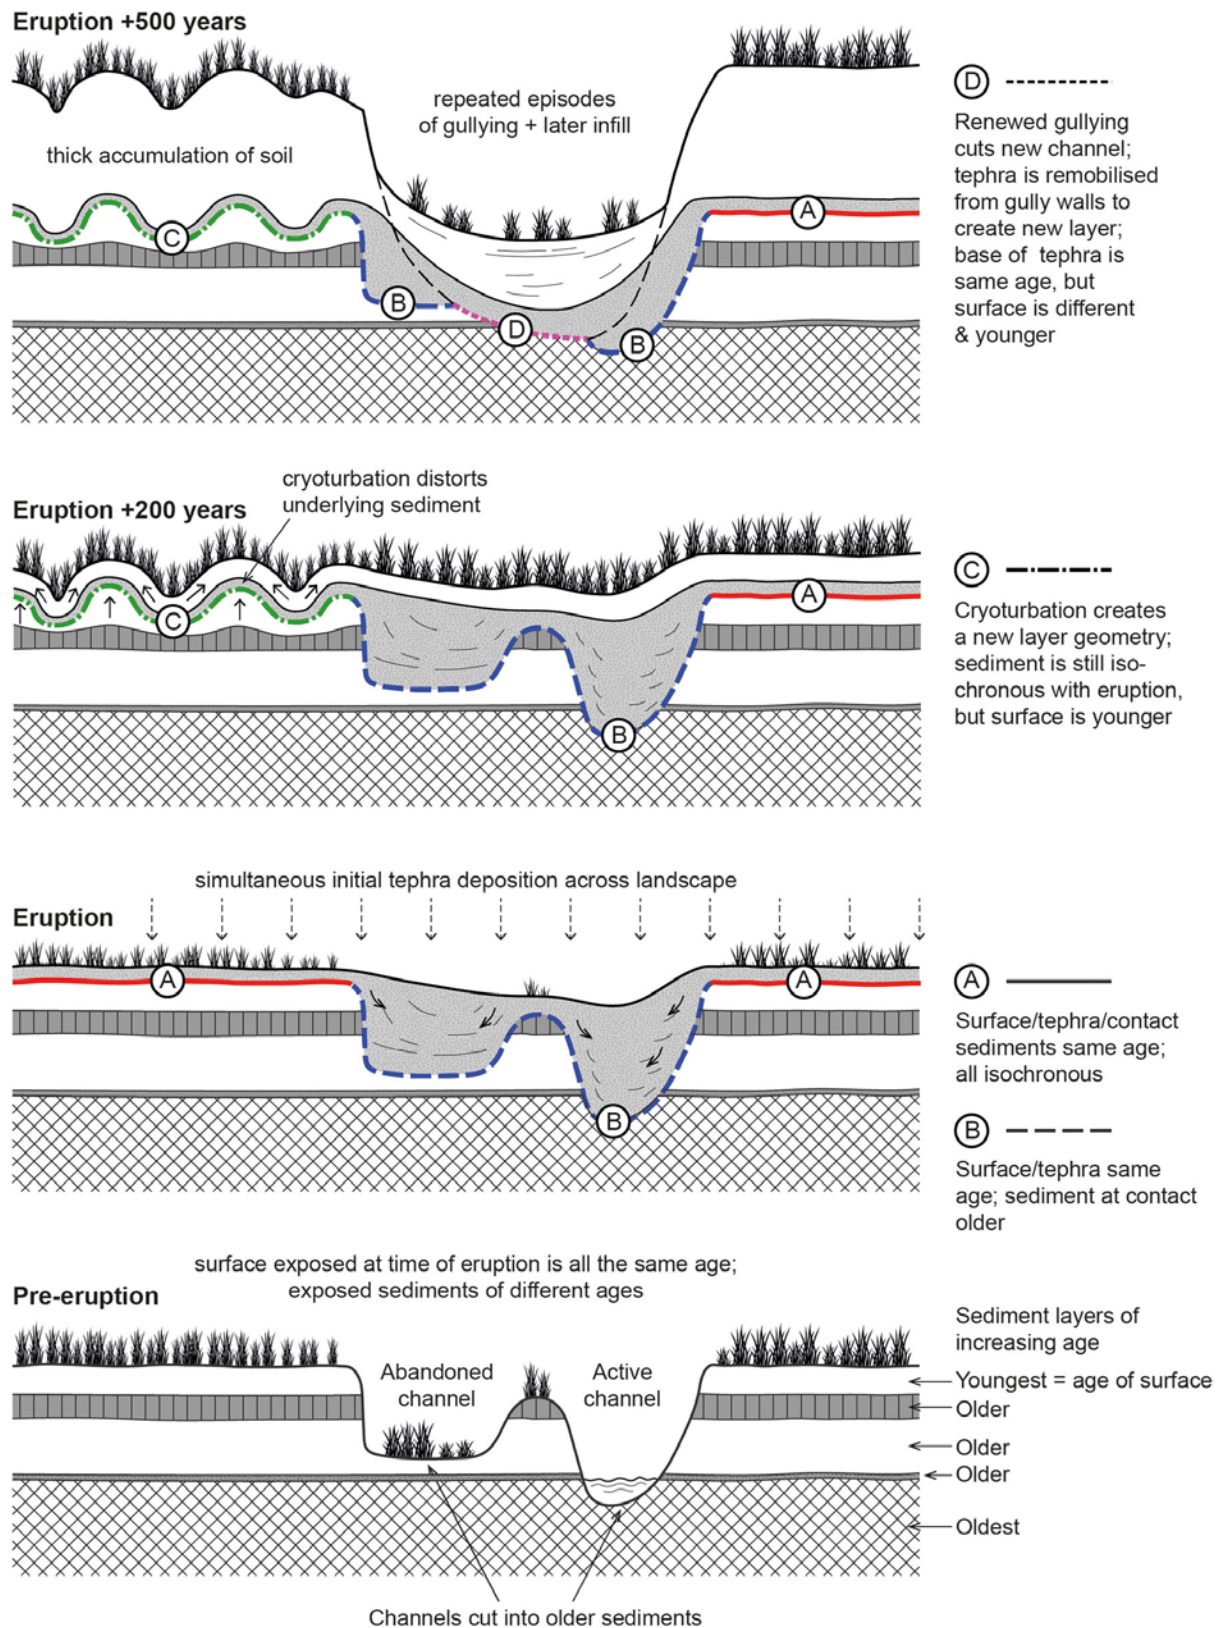 Eruption +500 years
repeated episodes
of gullying + later infill
thick accumulation of soil
A
C
B
D
B
D
Renewed gullying
cuts new channel;
tephra is remobilised
from gully walls to
create new layer;
base of tephra is
same age, but
surface is different
& younger
cryoturbation distorts
underlying sediment
Eruption +200 years
A
C
B
C
Cryoturbation creates
a new layer geometry;
sediment is still iso-
chronous with eruption,
but surface is younger
simultaneous initial tephra deposition across landscape
Eruption
A
A
B
A
Surface/tephra/contact
sediments same age;
all isochronous
B
Surface/tephra same
age; sediment at contact
older
surface exposed at time of eruption is all the same age;
exposed sediments of different ages
Pre-eruption
Abandoned
channel
Active
channel
Sediment layers of
increasing age
Youngest = age of surface
Older
Older
Older
Oldest
Channels cut into older sediments